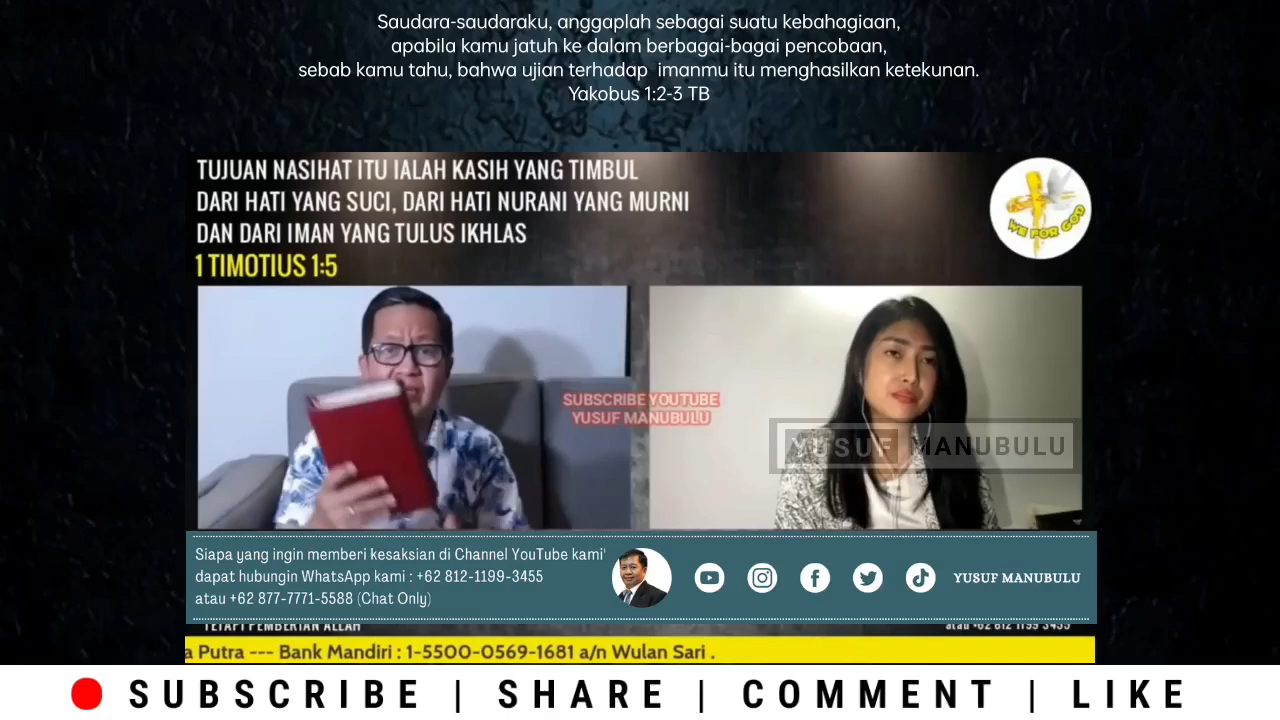 Saudara-saudaraku, anggaplah sebagai suatu kebahagiaan,
apabila kamu jatuh ke dalam berbagai-bagai pencobaan,
sebab kamu tahu, bahwa ujian terhadap imanmu itu menghasilkan ketekunan.
Yakobus 1:2-3 TB
TUJUAN NASIHAT ITU IALAH KASIH YANG TIMBUL
DARI HATI YANG SUCI, DARI HATI NURANI YANG MURNI
DAN DARI IMAN YANG TULUS IKHLAS
1 TIMOTIUS 1:5
WE FOR GOD
SUBSCRIBE YOUTUBE
YUSUF MANUBULU
YUSUF MANUBULU
Siapa yang ingin memberi kesaksian di Channel YouTube kami'
dapat hubungin WhatsApp kami : +62 812-1199-3455
atau +62 877-7771-5588 (Chat Only)
YUSUF MANUBULU
TETAPI PEMBERIAN ALLAH
atau +62 812 1199 3455
a Putra --- Bank Mandiri : 1-5500-0569-1681 a/n Wulan Sari .
SUBSCRIBE | SHARE | COMMENT | LIKE